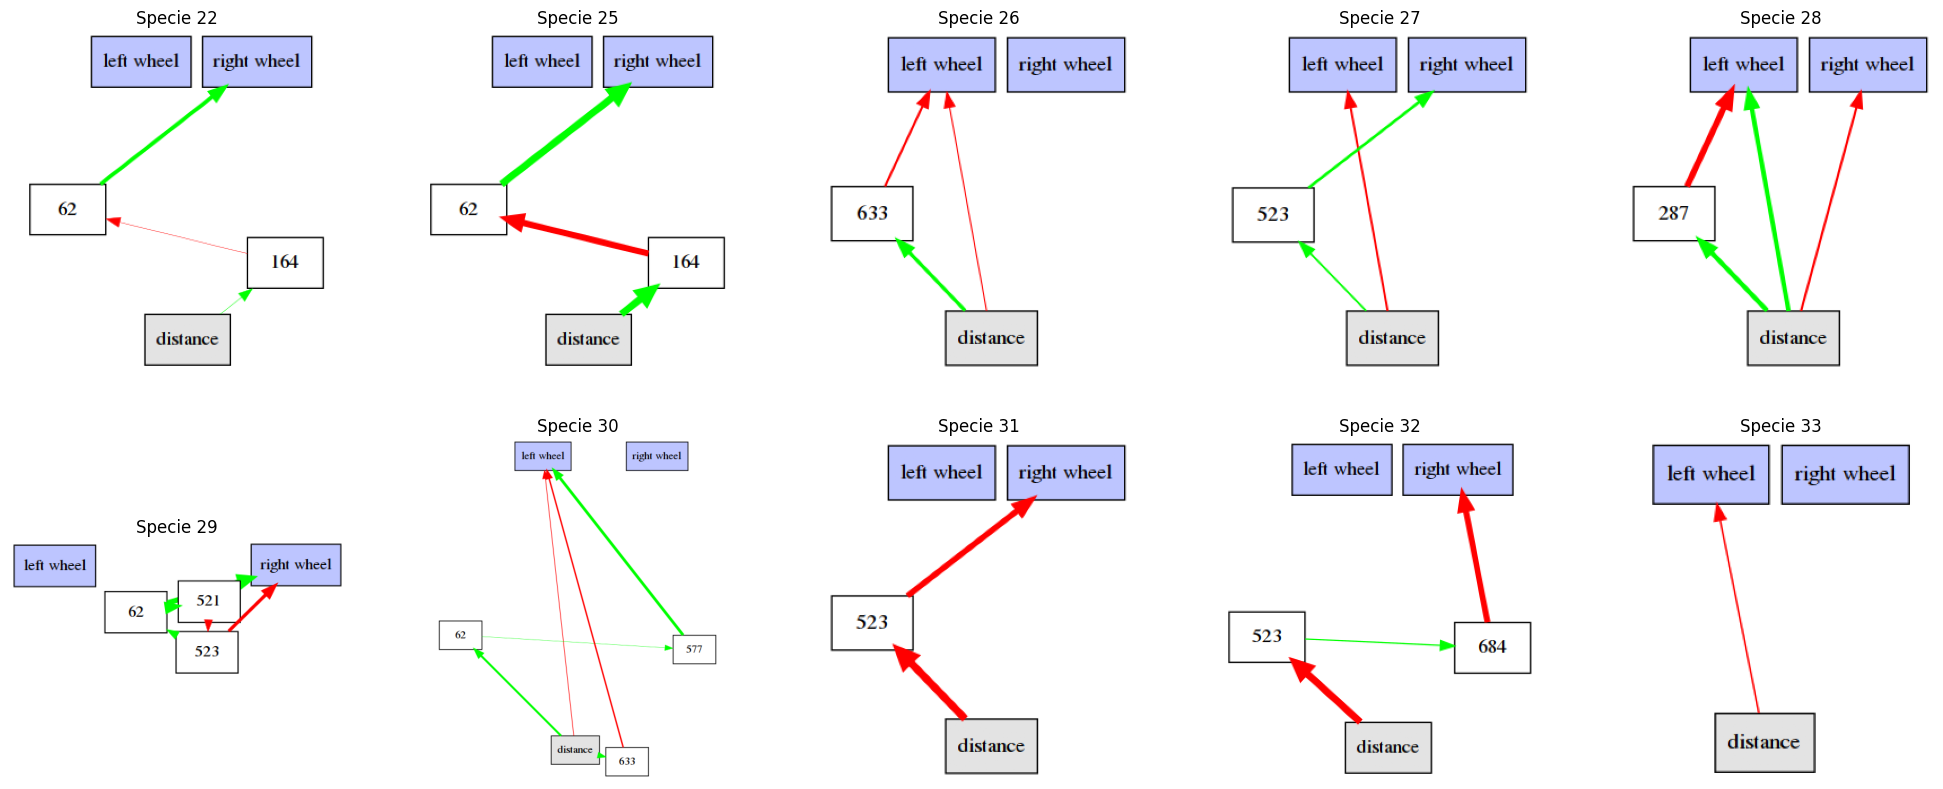 Specie 22
left wheel
right wheel
62
164
distance
Specie 25
left wheel
right wheel
62
164
distance
Specie 26
left wheel
right wheel
633
distance
Specie 27
left wheel
right wheel
523
distance
Specie 28
left wheel
right wheel
287
distance
Specie 29
left wheel
right wheel
521
62
523
Specie 30
left wheel
right wheel
62
577
distance
633
Specie 31
left wheel
right wheel
523
distance
Specie 32
left wheel
right wheel
523
684
distance
Specie 33
left wheel
right wheel
distance